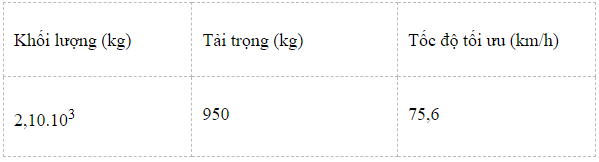 Khối lượng (kg) Tải trọng (kg) Tốc độ tối ưu (km/h)
2,10.10³ 950 75,6